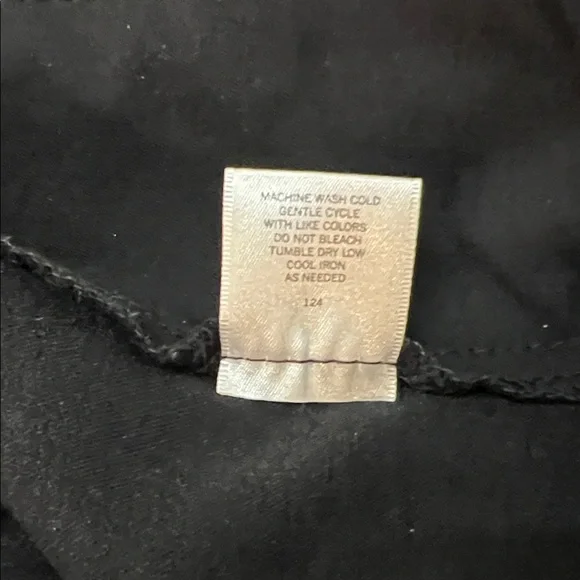 MACHINE WASH COLD
GENTLE CYCLE
WITH LIKE COLORS
DO NOT BLEACH
TUMBLE DRY LOW
COOL IRON
AS NEEDED
124